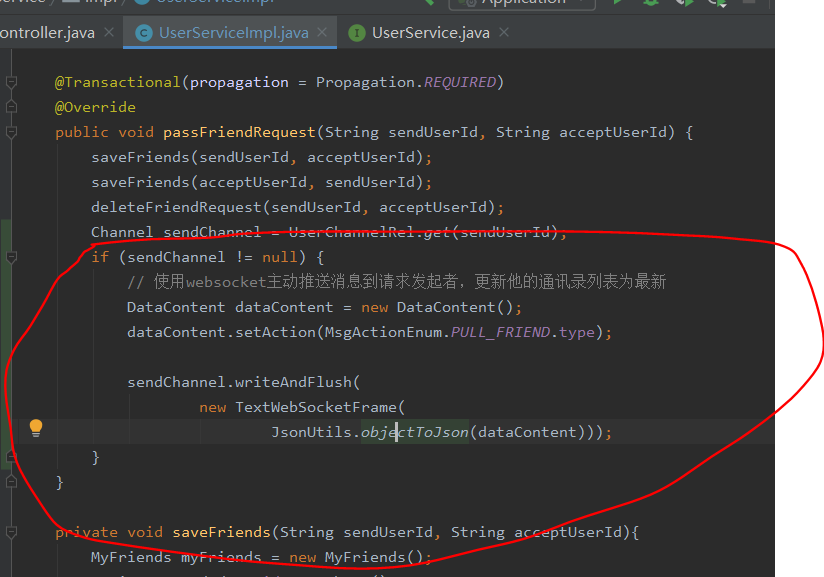 ontroller.java × UserServiceImpl.java × UserService.java ×
@Transactional(propagation = Propagation.REQUIRED)
@Override
public void passFriendRequest(String sendUserId, String acceptUserId) {
saveFriends(sendUserId, acceptUserId);
saveFriends(acceptUserId, sendUserId);
deleteFriendRequest(sendUserId, acceptUserId);
Channel sendChannel = UserChannelRel.get(sendUserId);
if (sendChannel != null) {
// 使用websocket主动推送消息到请求发起者，更新他的通讯录列表为最新
DataContent dataContent = new DataContent();
dataContent.setAction(MsgActionEnum.PULL_FRIEND.type);
sendChannel.writeAndFlush(
new TextWebSocketFrame(
JsonUtils.objectToJson(dataContent)));
}
}
private void saveFriends(String sendUserId, String acceptUserId){
MyFriends myFriends = new MyFriends();